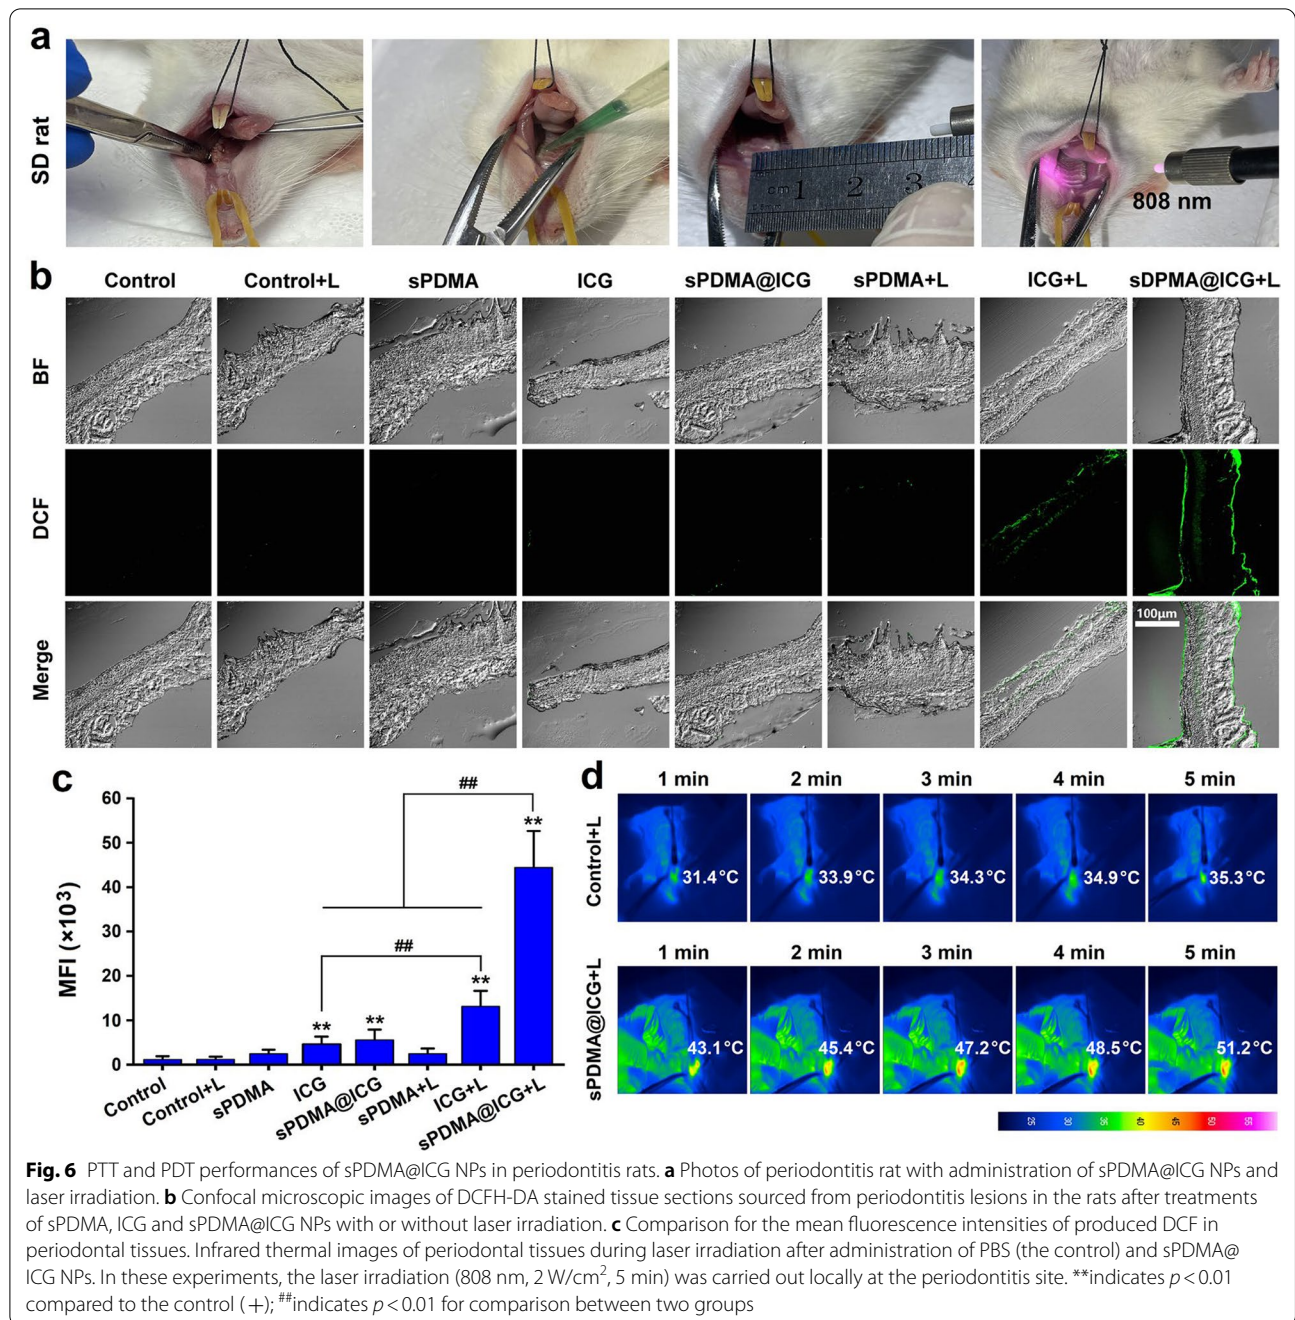 a
SD rat
cm 1 2 3 4
808 nm
b
Control Control+L sPDMA ICG sPDMA@ICG sPDMA+L ICG+L sDPMA@ICG+L
BF
DCF
Merge
100μm
c
MFI (×10³)
60
50
40
30
20
10
0
##
##
** ** ** **
Control Control+L sPDMA ICG sPDMA@ICG sPDMA+L ICG+L sPDMA@ICG+L
d
1 min 2 min 3 min 4 min 5 min
Control+L
31.4°C 33.9°C 34.3°C 34.9°C 35.3°C
1 min 2 min 3 min 4 min 5 min
sPDMA@ICG+L
43.1°C 45.4°C 47.2°C 48.5°C 51.2°C
25 30 35 40 45 50 55
Fig. 6 PTT and PDT performances of sPDMA@ICG NPs in periodontitis rats. a Photos of periodontitis rat with administration of sPDMA@ICG NPs and
laser irradiation. b Confocal microscopic images of DCFH-DA stained tissue sections sourced from periodontitis lesions in the rats after treatments
of sPDMA, ICG and sPDMA@ICG NPs with or without laser irradiation. c Comparison for the mean fluorescence intensities of produced DCF in
periodontal tissues. Infrared thermal images of periodontal tissues during laser irradiation after administration of PBS (the control) and sPDMA@
ICG NPs. In these experiments, the laser irradiation (808 nm, 2 W/cm², 5 min) was carried out locally at the periodontitis site. **indicates p < 0.01
compared to the control (+); ##indicates p < 0.01 for comparison between two groups